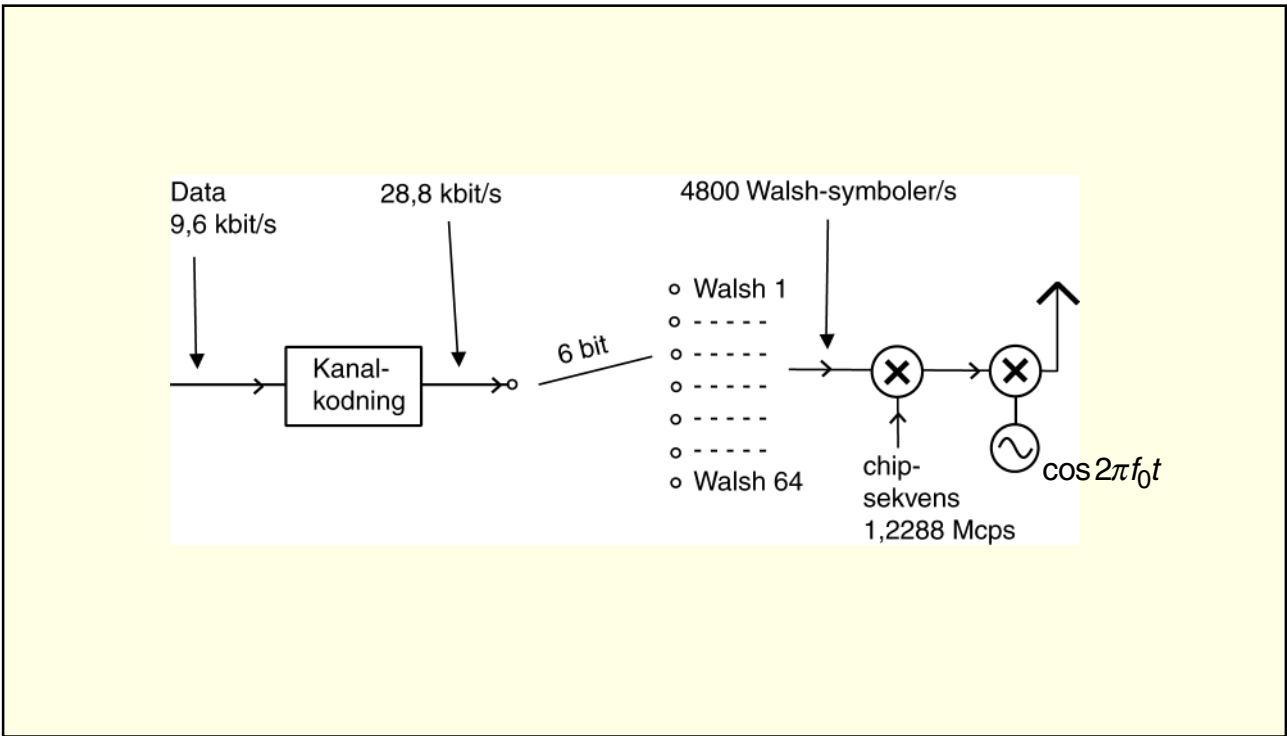 Data
9,6 kbit/s
28,8 kbit/s
4800 Walsh-symboler/s
Kanal-
kodning
6 bit
Walsh 1
Walsh 64
chip-
sekvens
1,2288 Mcps
cos 2πf₀t